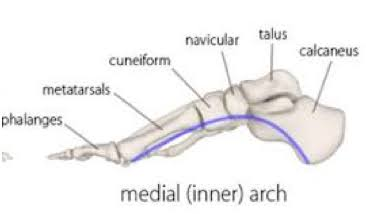 talus
navicular
calcaneus
cuneiform
metatarsals
phalanges
medial (inner) arch